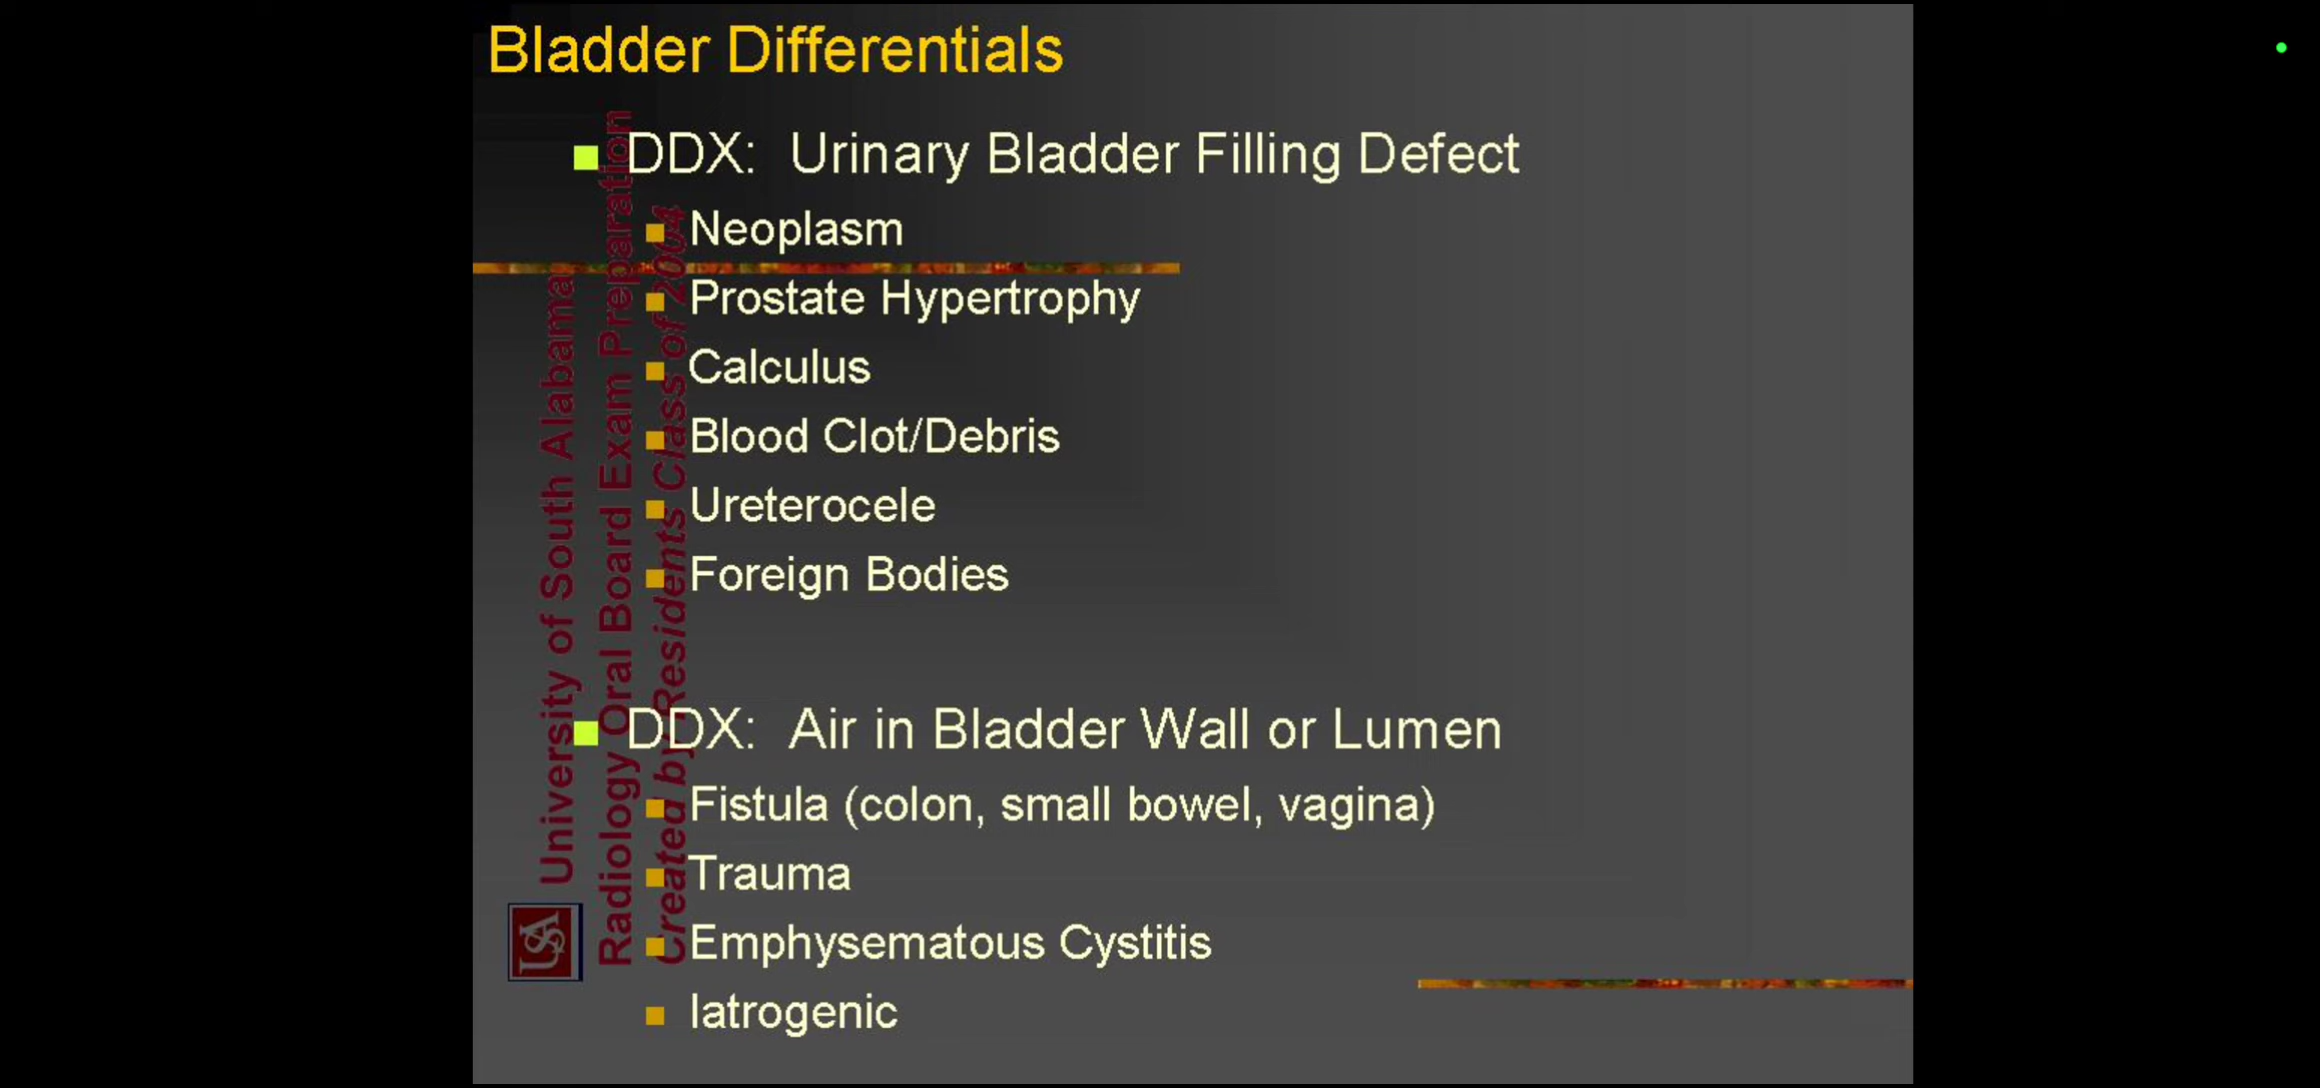 Bladder Differentials
DDX: Urinary Bladder Filling Defect
Neoplasm
Prostate Hypertrophy
Calculus
Blood Clot/Debris
Ureterocele
Foreign Bodies
DDX: Air in Bladder Wall or Lumen
Fistula (colon, small bowel, vagina)
Trauma
Emphysematous Cystitis
Iatrogenic
University of South Alabama
Radiology Oral Board Exam Preparation
Created by Residents Class of 2004
USA